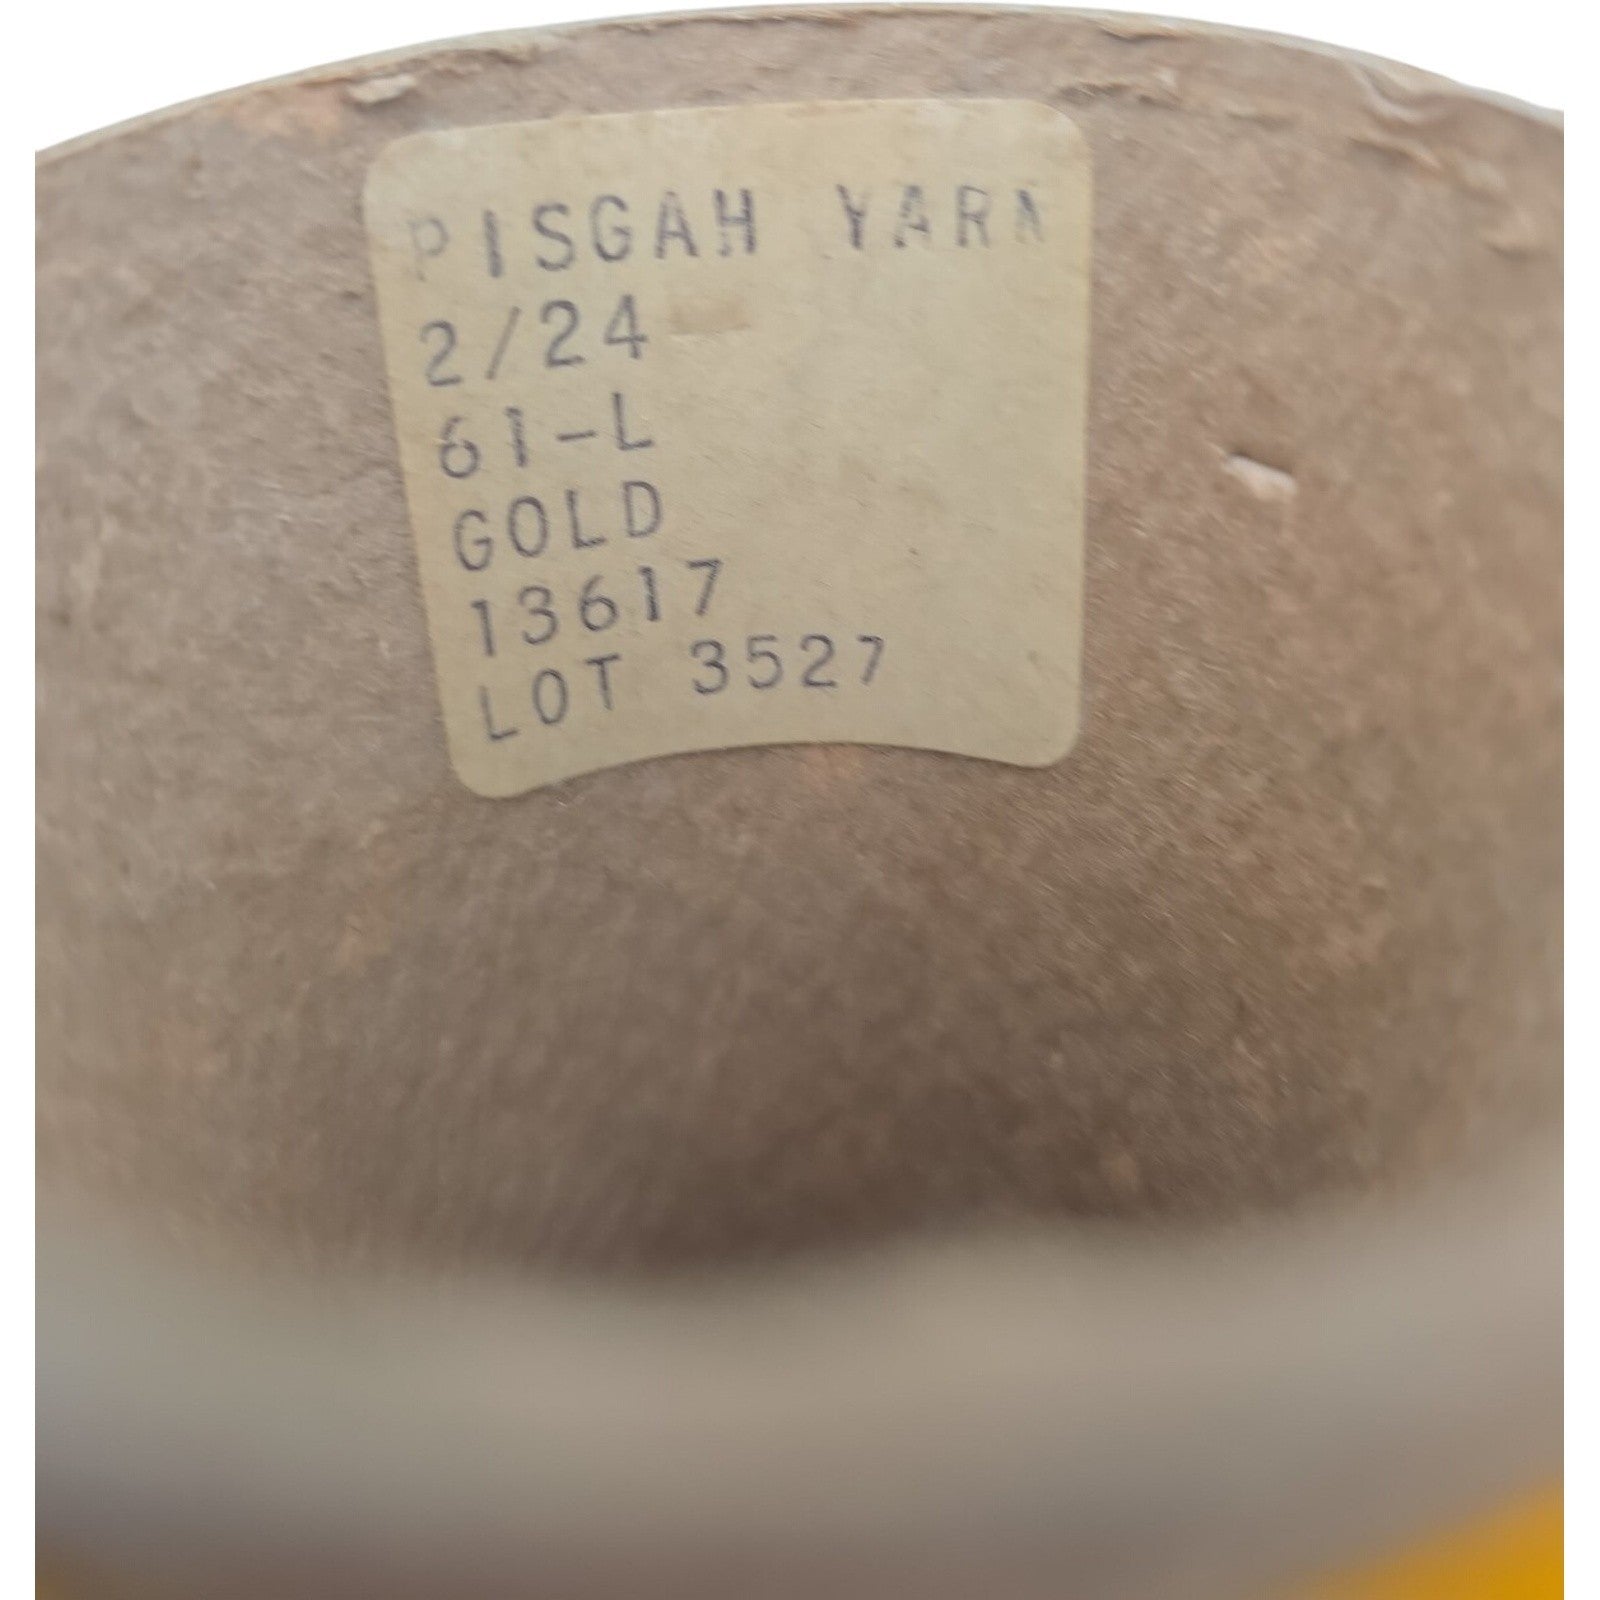 PISGAH YARN
2/24
61-L
GOLD
13617
LOT 3527